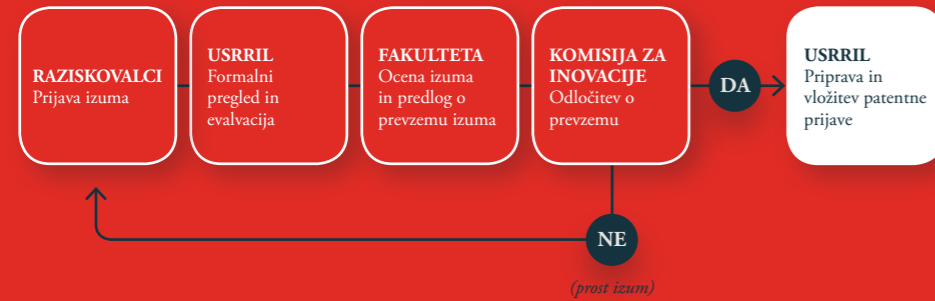 RAZISKOVALCI
Prijava izuma
USRRIL
Formalni
pregled in
evalvacija
FAKULTETA
Ocena izuma
in predlog o
prevzemu izuma
KOMISIJA ZA
INOVACIJE
Odločitev o
prevzemu
DA
USRRIL
Priprava in
vložitev patentne
prijave
NE
(prost izum)